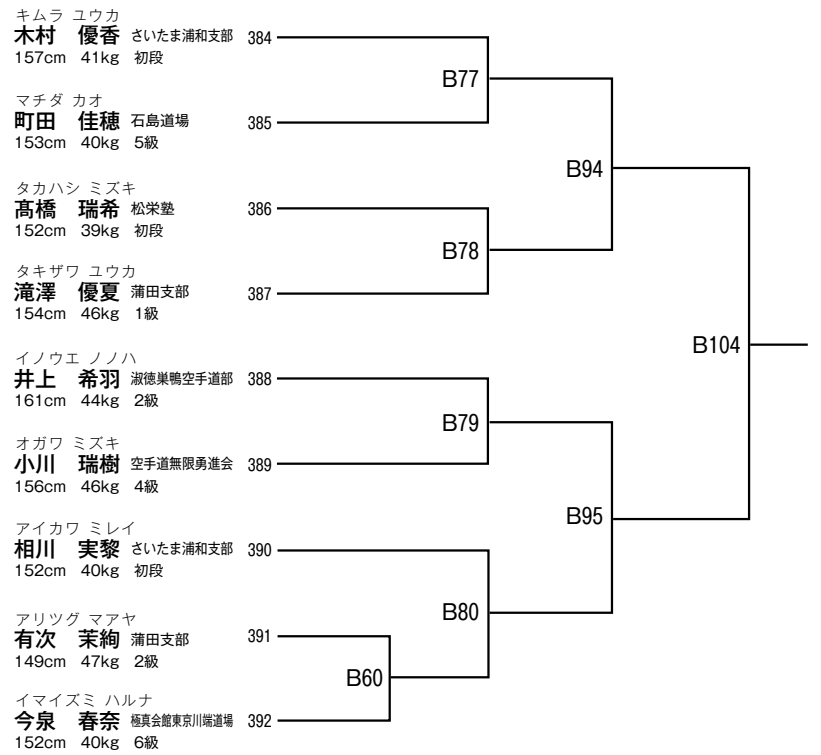 キムラ ユウカ
木村 優香 さいたま浦和支部 384
157cm 41kg 初段
B77
マチダ カオ
町田 佳穂 石島道場 385
153cm 40kg 5級
B94
タカハシ ミズキ
髙橋 瑞希 松栄塾 386
152cm 39kg 初段
B78
タキザワ ユウカ
滝澤 優夏 蒲田支部 387
154cm 46kg 1級
B104
イノウエ ノノハ
井上 希羽 淑徳巣鴨空手道部 388
161cm 44kg 2級
B79
オガワ ミズキ
小川 瑞樹 空手道無限勇進会 389
156cm 46kg 4級
B95
アイカワ ミレイ
相川 実黎 さいたま浦和支部 390
152cm 40kg 初段
B80
アリツグ マアヤ
有次 茉絢 蒲田支部 391
149cm 47kg 2級
B60
イマイズミ ハルナ
今泉 春奈 極真会館東京川端道場 392
152cm 40kg 6級